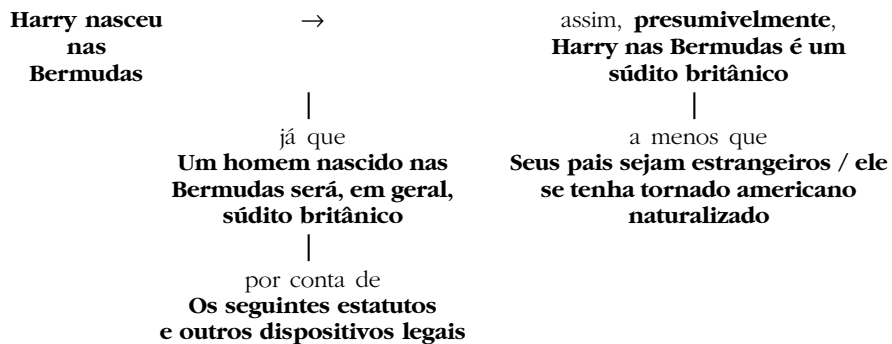 Harry nasceu nas Bermudas → assim, presumivelmente, Harry nas Bermudas é um súdito britânico
já que
Um homem nascido nas
Bermudas será, em geral,
súdito britânico
a menos que
Seus pais sejam estrangeiros / ele
se tenha tornado americano
naturalizado
por conta de
Os seguintes estatutos
e outros dispositivos legais